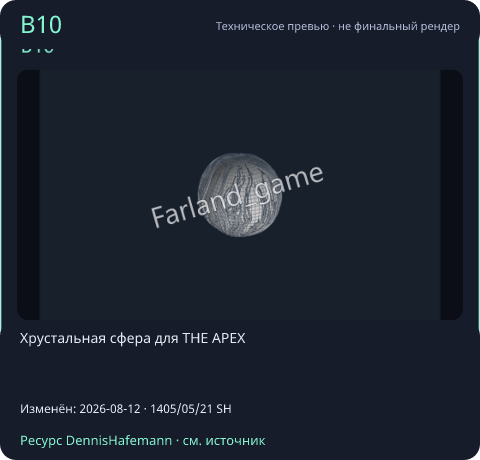 B10
Техническое превью · не финальный рендер
B10
Farland_game
Хрустальная сфера для THE APEX
Изменён: 2026-08-12 · 1405/05/21 SH
Ресурс DennisHafemann · см. источник